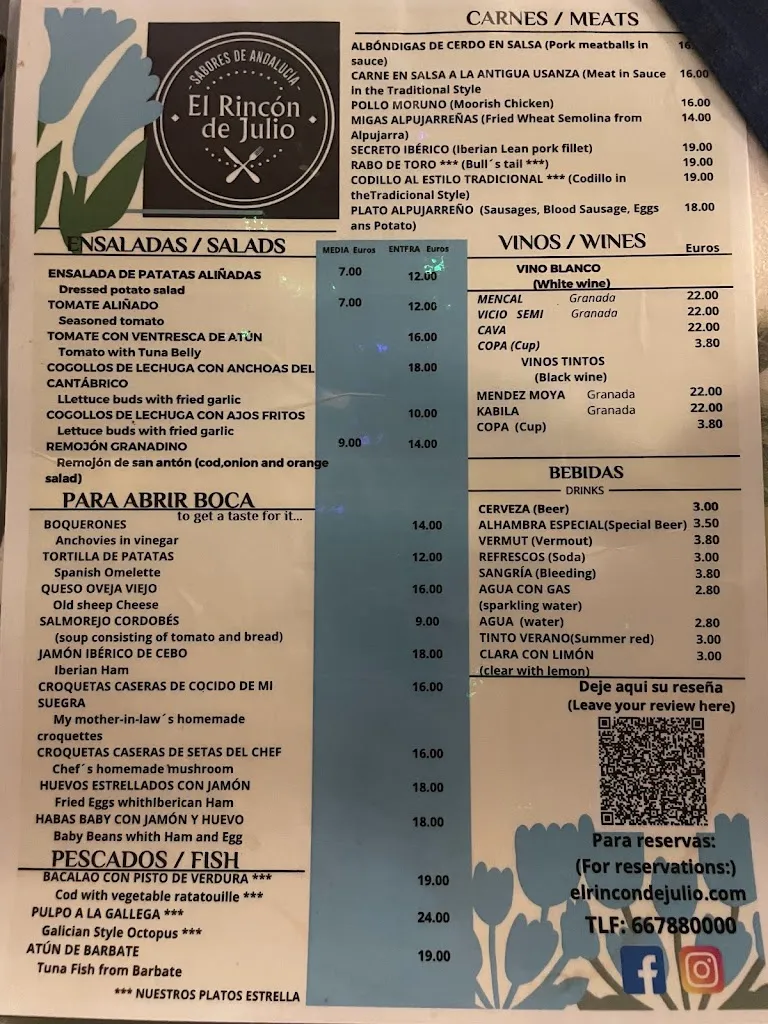 SABORES DE ANDALUCÍA
El Rincón
de Julio
CARNES / MEATS
ALBÓNDIGAS DE CERDO EN SALSA (Pork meatballs in 16.
sauce)
CARNE EN SALSA A LA ANTIGUA USANZA (Meat in Sauce 16.00
in the Traditional Style
POLLO MORUNO (Moorish Chicken) 16.00
MIGAS ALPUJARREÑAS (Fried Wheat Semolina from 14.00
Alpujarra)
SECRETO IBÉRICO (Iberian Lean pork fillet) 19.00
RABO DE TORO *** (Bull´s tail ***) 19.00
CODILLO AL ESTILO TRADICIONAL *** (Codillo in 19.00
theTradicional Style)
PLATO ALPUJARREÑO (Sausages, Blood Sausage, Eggs 18.00
ans Potato)
ENSALADAS / SALADS
MEDIA Euros ENTERA Euros
ENSALADA DE PATATAS ALIÑADAS 7.00 12.00
Dressed potato salad
TOMATE ALIÑADO 7.00 12.00
Seasoned tomato
TOMATE CON VENTRESCA DE ATÚN 16.00
Tomato with Tuna Belly
COGOLLOS DE LECHUGA CON ANCHOAS DEL 18.00
CANTÁBRICO
LLettuce buds with fried garlic
COGOLLOS DE LECHUGA CON AJOS FRITOS 10.00
Lettuce buds with fried garlic
REMOJÓN GRANADINO 9.00 14.00
Remojón de san antón (cod,onion and orange
salad)
PARA ABRIR BOCA
to get a taste for it...
BOQUERONES 14.00
Anchovies in vinegar
TORTILLA DE PATATAS 12.00
Spanish Omelette
QUESO OVEJA VIEJO 16.00
Old sheep Cheese
SALMOREJO CORDOBÉS 9.00
(soup consisting of tomato and bread)
JAMÓN IBÉRICO DE CEBO 18.00
Iberian Ham
CROQUETAS CASERAS DE COCIDO DE MI 16.00
SUEGRA
My mother-in-law´s homemade
croquettes
CROQUETAS CASERAS DE SETAS DEL CHEF 16.00
Chef´s homemade mushroom
HUEVOS ESTRELLADOS CON JAMÓN 18.00
Fried Eggs whithIberican Ham
HABAS BABY CON JAMÓN Y HUEVO 18.00
Baby Beans whith Ham and Egg
PESCADOS / FISH
BACALAO CON PISTO DE VERDURA *** 19.00
Cod with vegetable ratatouille ***
PULPO A LA GALLEGA *** 24.00
Galician Style Octopus ***
ATÚN DE BARBATE 19.00
Tuna Fish from Barbate
*** NUESTROS PLATOS ESTRELLA
VINOS / WINES
Euros
VINO BLANCO
(White wine)
MENCAL Granada 22.00
VICIO SEMI Granada 22.00
CAVA 22.00
COPA (Cup) 3.80
VINOS TINTOS
(Black wine)
MENDEZ MOYA Granada 22.00
KABILA Granada 22.00
COPA (Cup) 3.80
BEBIDAS
DRINKS
CERVEZA (Beer) 3.00
ALHAMBRA ESPECIAL(Special Beer) 3.50
VERMUT (Vermout) 3.80
REFRESCOS (Soda) 3.00
SANGRÍA (Bleeding) 3.80
AGUA CON GAS 2.80
(sparkling water)
AGUA (water) 2.80
TINTO VERANO(Summer red) 3.00
CLARA CON LIMÓN 3.00
(clear with lemon)
Deje aqui su reseña
(Leave your review here)
Para reservas:
(For reservations:)
elrincondejulio.com
TLF: 667880000